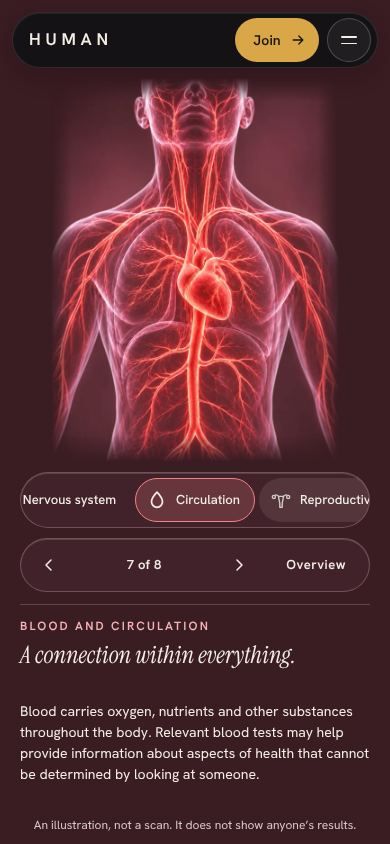 HUMAN
Join →
Nervous system
Circulation
Reproductiv
7 of 8
Overview
BLOOD AND CIRCULATION
A connection within everything.
Blood carries oxygen, nutrients and other substances
throughout the body. Relevant blood tests may help
provide information about aspects of health that cannot
be determined by looking at someone.
An illustration, not a scan. It does not show anyone's results.